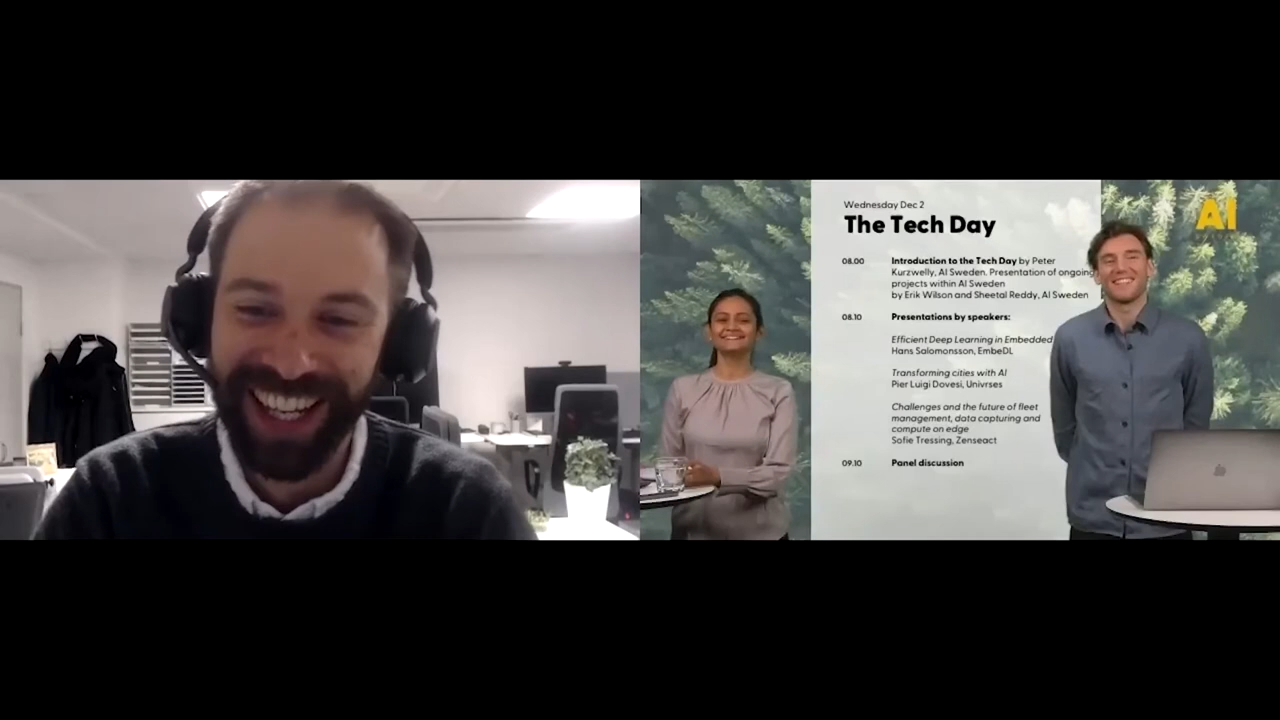 Wednesday Dec 2
The Tech Day
08.00 Introduction to the Tech Day by Peter
Kurzwelly, AI Sweden. Presentation of ongoing
projects within AI Sweden
by Erik Wilson and Sheetal Reddy, AI Sweden
08.10 Presentations by speakers:
Efficient Deep Learning in Embedded
Hans Salomonsson, EmbeDL
Transforming cities with AI
Pier Luigi Dovesi, Univrses
Challenges and the future of fleet
management, data capturing and
compute on edge
Sofie Tressing, Zenseact
09.10 Panel discussion
AI